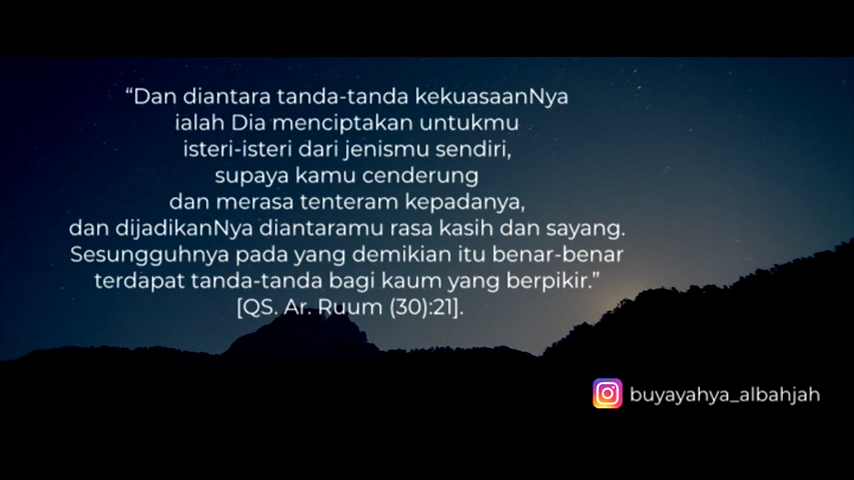 “Dan diantara tanda-tanda kekuasaanNya
ialah Dia menciptakan untukmu
isteri-isteri dari jenismu sendiri,
supaya kamu cenderung
dan merasa tenteram kepadanya,
dan dijadikanNya diantaramu rasa kasih dan sayang.
Sesungguhnya pada yang demikian itu benar-benar
terdapat tanda-tanda bagi kaum yang berpikir.”
[QS. Ar. Ruum (30):21].
buyayahya_albahjah